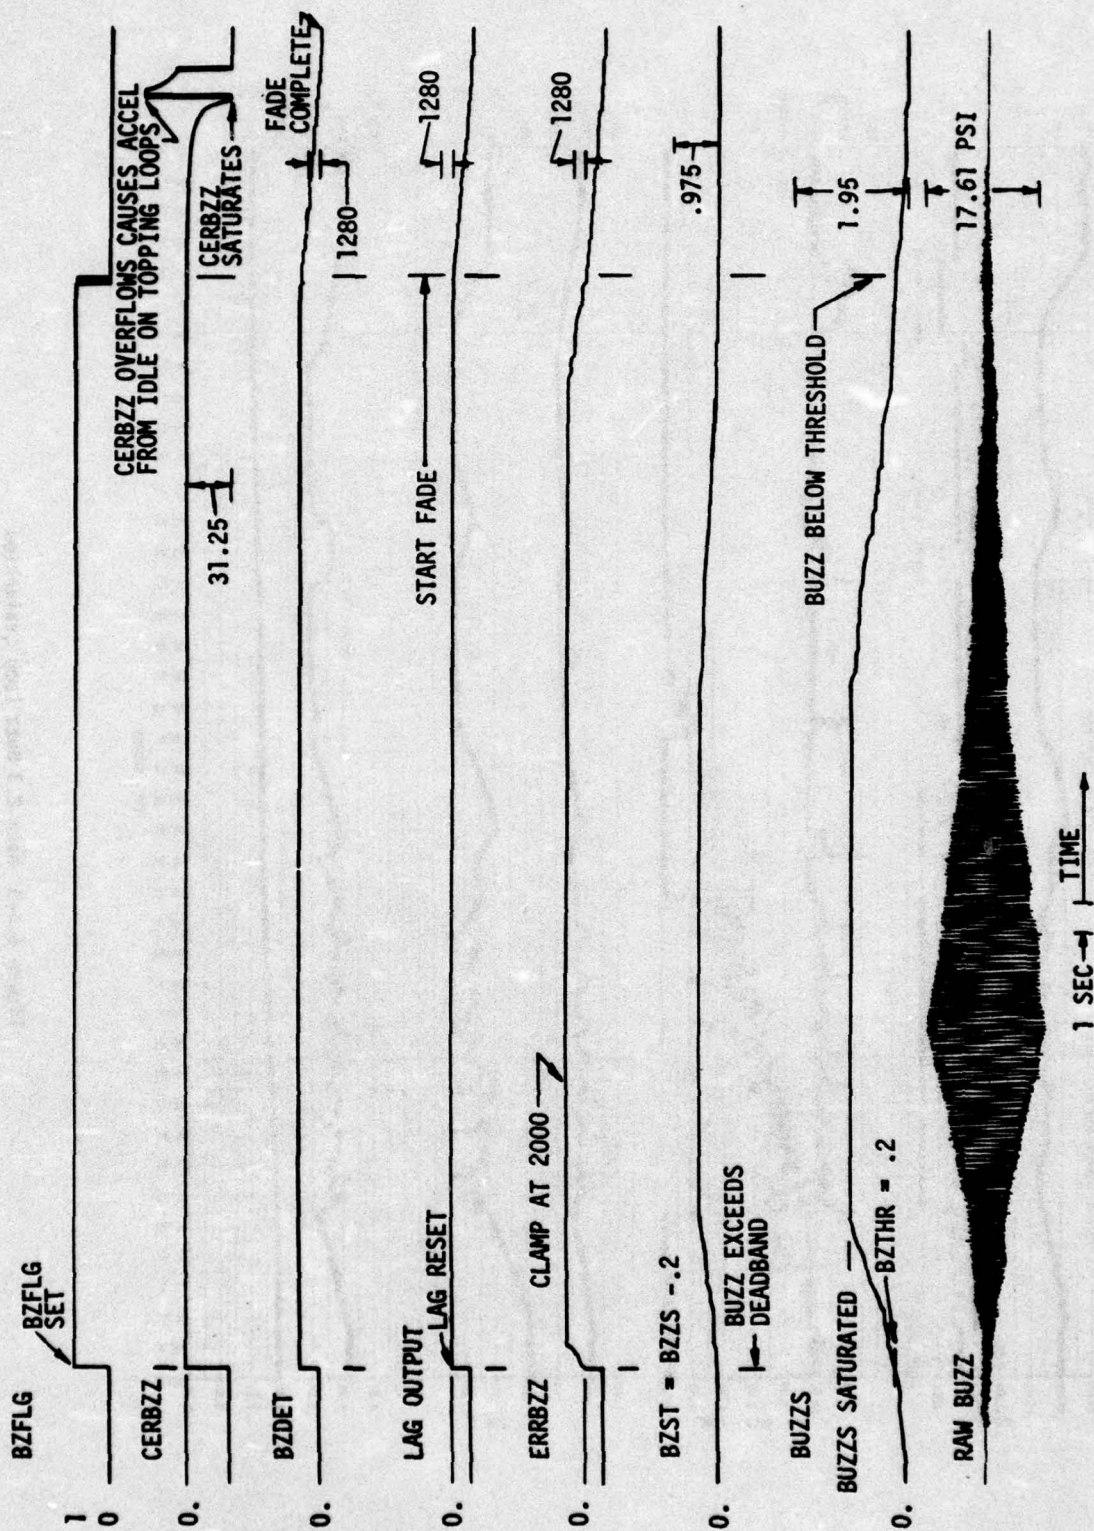 BZFLG
BZFLG
SET
1
0
CERBZZ OVERFLOWS CAUSES ACCEL
FROM IDLE ON TOPPING LOOPS
CERBZZ
0.
31.25
CERBZZ
SATURATES
BZDET
0.
1280
FADE
COMPLETE
LAG OUTPUT
LAG RESET
0.
START FADE
1280
ERRBZZ
0.
CLAMP AT 2000
1280
BZST = BZZS -.2
0.
BUZZ EXCEEDS
DEADBAND
.975
BUZZS
BUZZS SATURATED
0.
BZTHR = .2
BUZZ BELOW THRESHOLD
1.95
RAW BUZZ
17.61 PSI
1 SEC
TIME